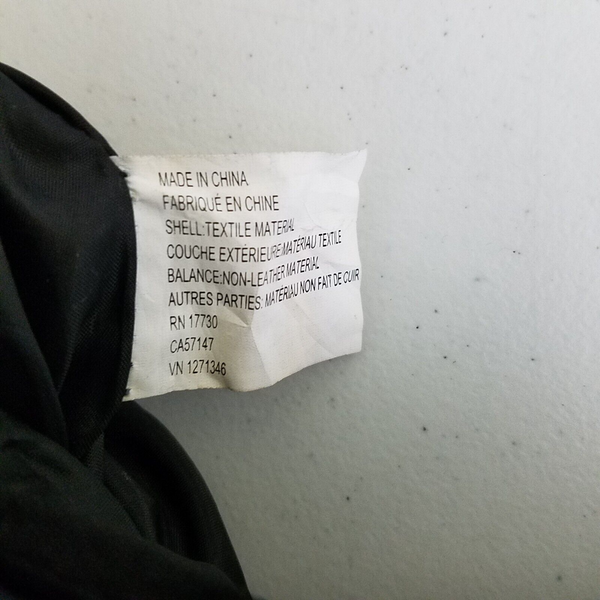 MADE IN CHINA
FABRIQUÉ EN CHINE
SHELL:TEXTILE MATERIAL
COUCHE EXTÉRIEURE:MATÉRIAU TEXTILE
BALANCE:NON-LEATHER MATERIAL
AUTRES PARTIES: MATÉRIAU NON FAIT DE CUIR
RN 17730
CA57147
VN 1271346